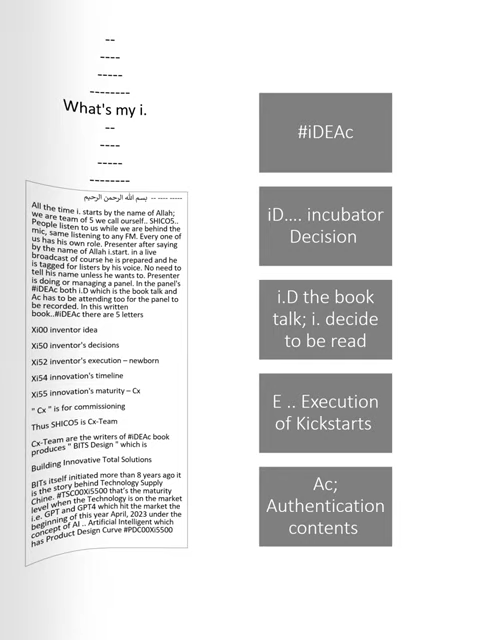 --
----
-----
--------
What's my i.
--
----
-----
--------
بسم الله الرحمن الرحيم -- ---- -----
All the time i. starts by the name of Allah;
we are team of 5 we call ourself.. SHICO5..
People listen to us while we are behind the
mic, same listening to any FM. Every one of
us has his own role. Presenter after saying
by the name of Allah i.start. in a live
broadcast of course he is prepared and he
is tagged for listers by his voice. No need to
tell his name unless he wants to. Presenter
is doing or managing a panel. In the panel's
#iDEAc both i.D which is the book talk and
Ac has to be attending too for the panel to
be recorded. In this written
book..#iDEAc there are 5 letters
Xi00 inventor idea
Xi50 inventor's decisions
Xi52 inventor's execution – newborn
Xi54 innovation's timeline
Xi55 innovation's maturity – Cx
" Cx " is for commissioning
Thus SHICO5 is Cx-Team
Cx-Team are the writers of #iDEAc book
produces " BITS Design " which is
Building Innovative Total Solutions
BITs itself initiated more than 8 years ago it
is the story behind Technology Supply
Chine. #TSC00Xi5500 that's the maturity
level when the Technology is on the market
i.e. GPT and GPT4 which hit the market the
beginning of this year April, 2023 under the
concept of AI .. Artificial Intelligent which
has Product Design Curve #PDC00Xi5500
#iDEAc
iD.... incubator
Decision
i.D the book
talk; i. decide
to be read
E .. Execution
of Kickstarts
Ac;
Authentication
contents